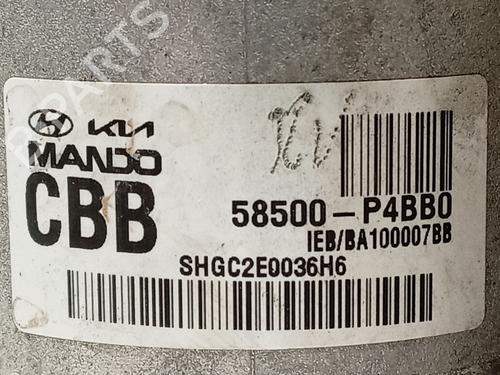 KIA
MANDO
CBB
58500-P4BB0
IEB/BA100007BB
SHGC2E0036H6